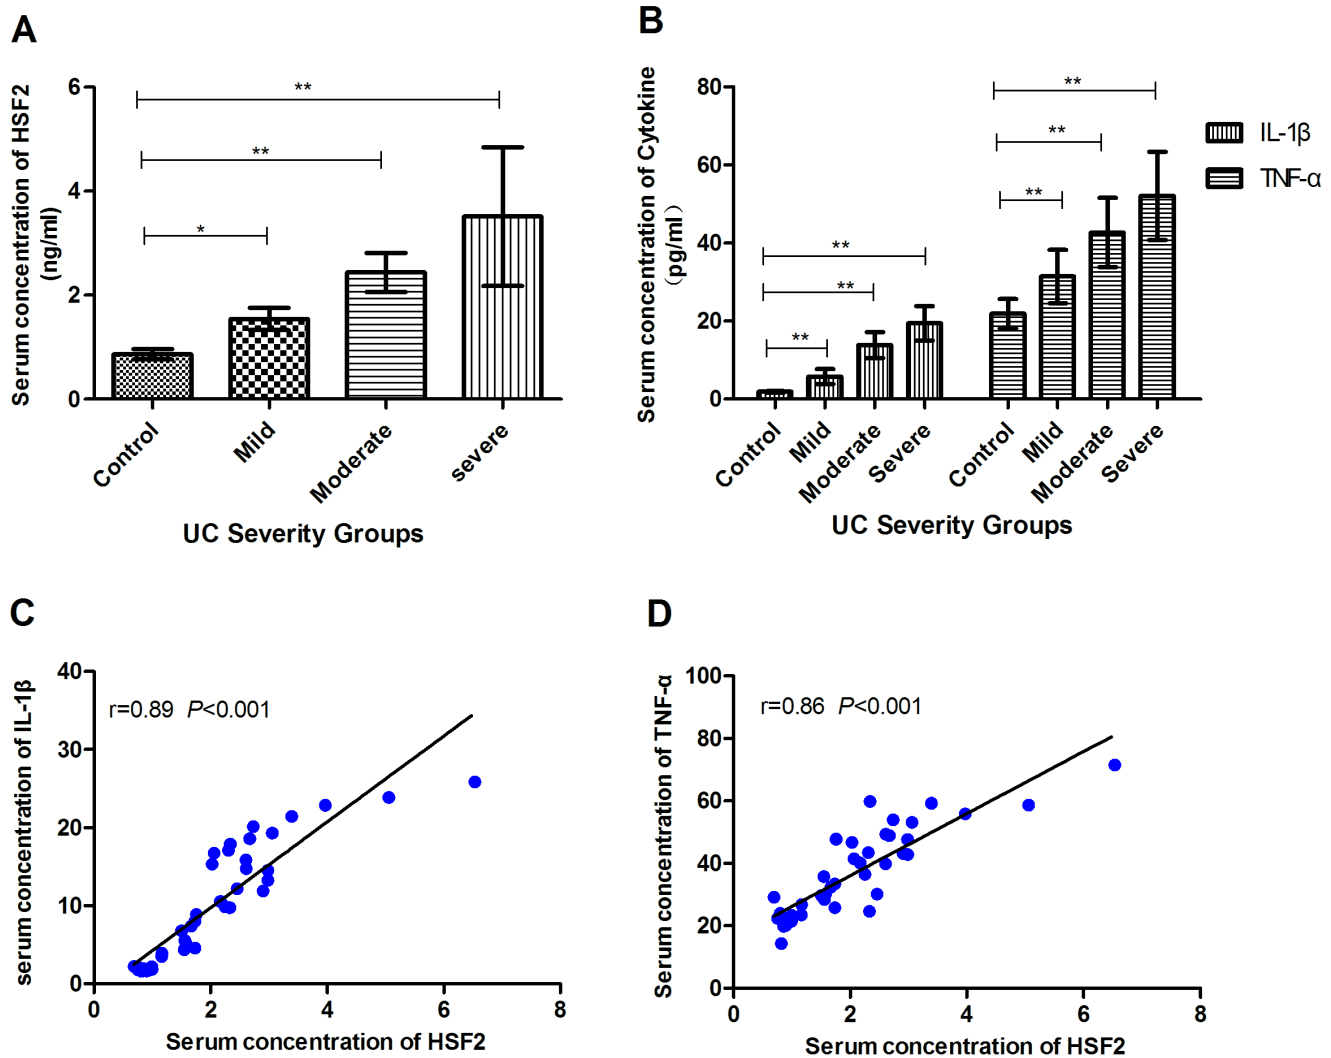 A
Serum concentration of HSF2
(ng/ml)
6
4
2
0
**
**
*
Control
Mild
Moderate
severe
UC Severity Groups
B
Serum concentration of Cytokine
(pg/ml)
80
60
40
20
0
**
**
**
**
**
**
IL-1β
TNF-α
Control
Mild
Moderate
Severe
Control
Mild
Moderate
Severe
UC Severity Groups
C
serum concentration of IL-1β
40
30
20
10
0
r=0.89 P<0.001
0 2 4 6 8
Serum concentration of HSF2
D
Serum concentration of TNF-α
100
80
60
40
20
0
r=0.86 P<0.001
0 2 4 6 8
Serum concentration of HSF2